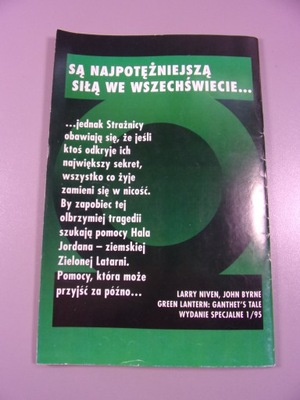 SĄ NAJPOTĘŻNIEJSZĄ
SIŁĄ WE WSZECHŚWIECIE...
...jednak Strażnicy
obawiają się, że jeśli
ktoś odkryje ich
największy sekret,
wszystko co żyje
zamieni się w nicość.
By zapobiec tej
olbrzymiej tragedii
szukają pomocy Hala
Jordana – ziemskiej
Zielonej Latarni.
Pomocy, która może
przyjść za późno...
LARRY NIVEN, JOHN BYRNE
GREEN LANTERN: GANTHET'S TALE
WYDANIE SPECJALNE 1/95